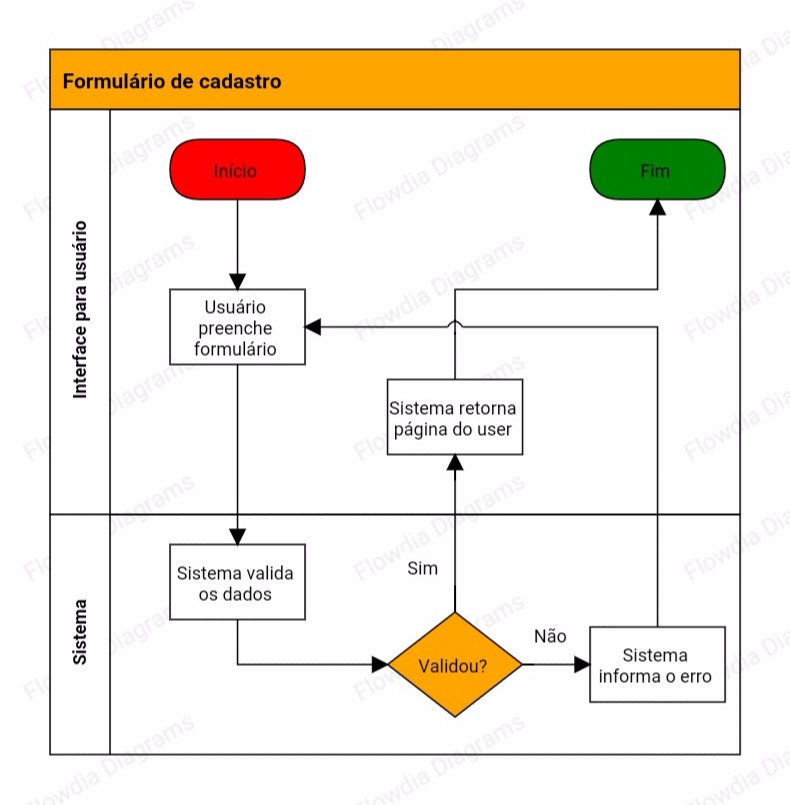 Formulário de cadastro
Interface para usuário
Início
Fim
Usuário
preenche
formulário
Sistema retorna
página do user
Sistema
Sistema valida
os dados
Sim
Validou?
Não
Sistema
informa o erro
Flowdia Diagrams